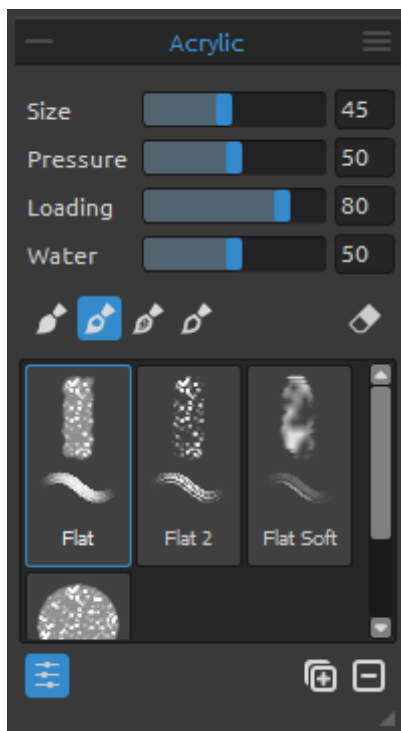 Acrylic
Size 45
Pressure 50
Loading 80
Water 50
Flat Flat 2 Flat Soft